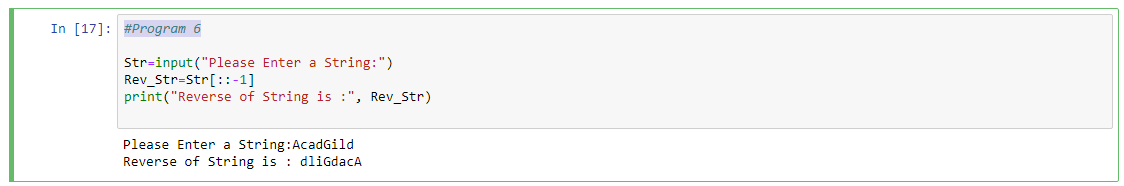 In [17]: #Program 6
Str=input("Please Enter a String:")
Rev_Str=Str[::-1]
print("Reverse of String is :", Rev_Str)
Please Enter a String:AcadGild
Reverse of String is : dliGdacA